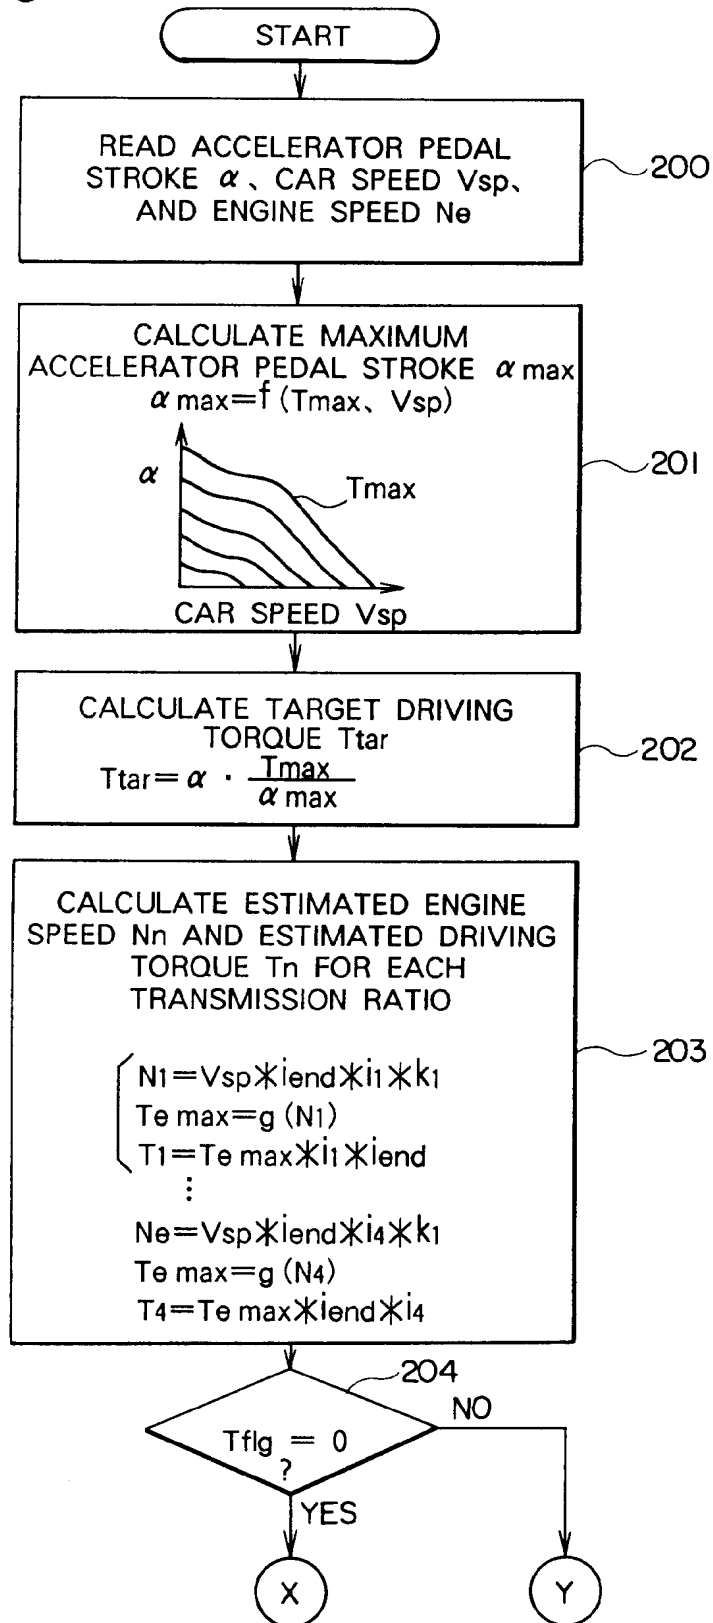 START
READ ACCELERATOR PEDAL
STROKE α、CAR SPEED Vsp、
AND ENGINE SPEED Ne
200
CALCULATE MAXIMUM
ACCELERATOR PEDAL STROKE α max
α max=f (Tmax、Vsp)
α
Tmax
CAR SPEED Vsp
201
CALCULATE TARGET DRIVING
TORQUE Ttar
Ttar=α · Tmax
α max
202
CALCULATE ESTIMATED ENGINE
SPEED Nn AND ESTIMATED DRIVING
TORQUE Tn FOR EACH
TRANSMISSION RATIO
N1=Vsp*iend*i1*k1
Te max=g (N1)
T1=Te max*i1*iend
⋮
Ne=Vsp*iend*i4*k1
Te max=g (N4)
T4=Te max*iend*i4
203
204
Tflg = 0
?
NO
YES
X
Y